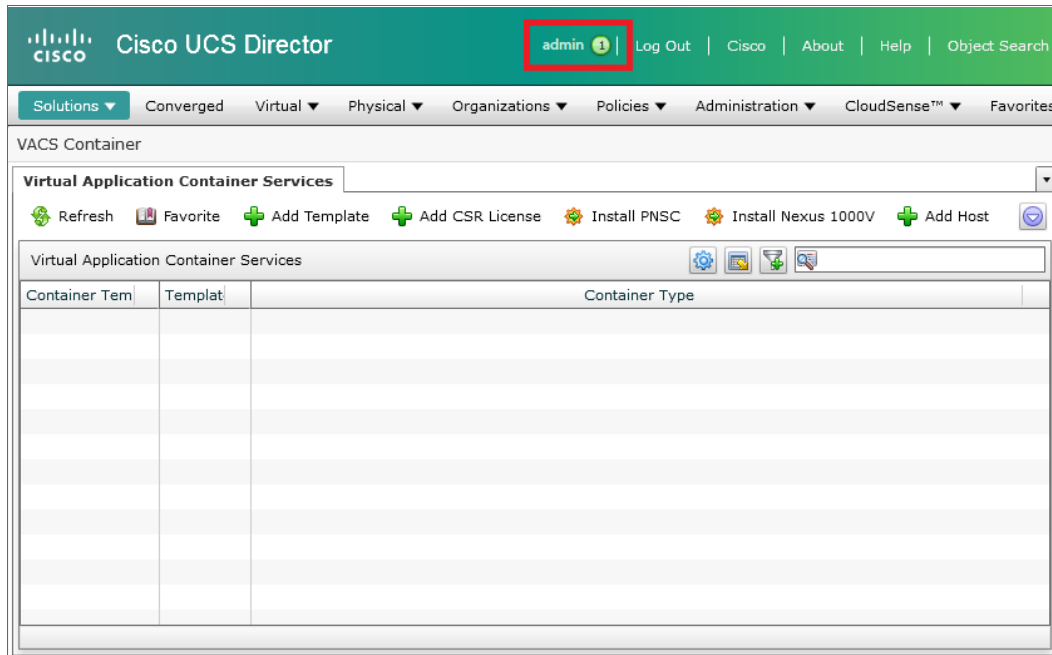 CISCO Cisco UCS Director admin 1 | Log Out | Cisco | About | Help | Object Search
Solutions ▼ Converged Virtual ▼ Physical ▼ Organizations ▼ Policies ▼ Administration ▼ CloudSense™ ▼ Favorites
VACS Container
Virtual Application Container Services
Refresh Favorite Add Template Add CSR License Install PNSC Install Nexus 1000V Add Host
Virtual Application Container Services
Container Tem Templat Container Type